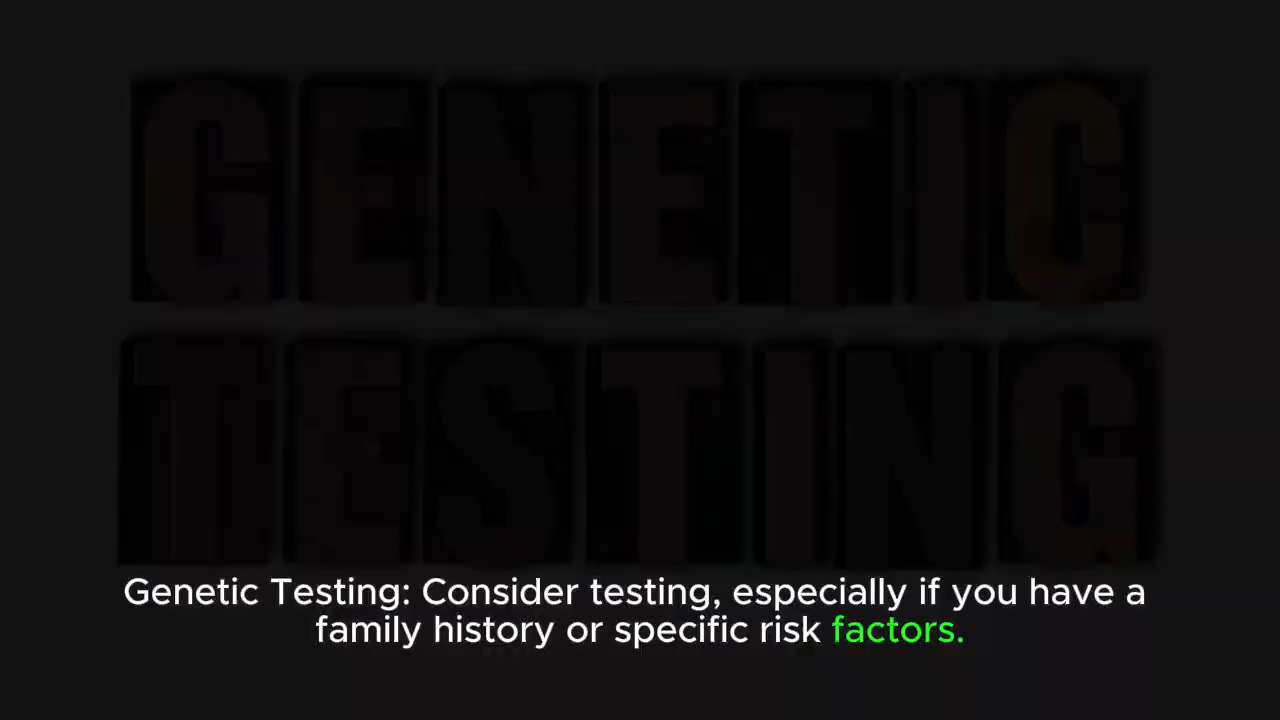 GENETIC
TESTING
Genetic Testing: Consider testing, especially if you have a
family history or specific risk factors.